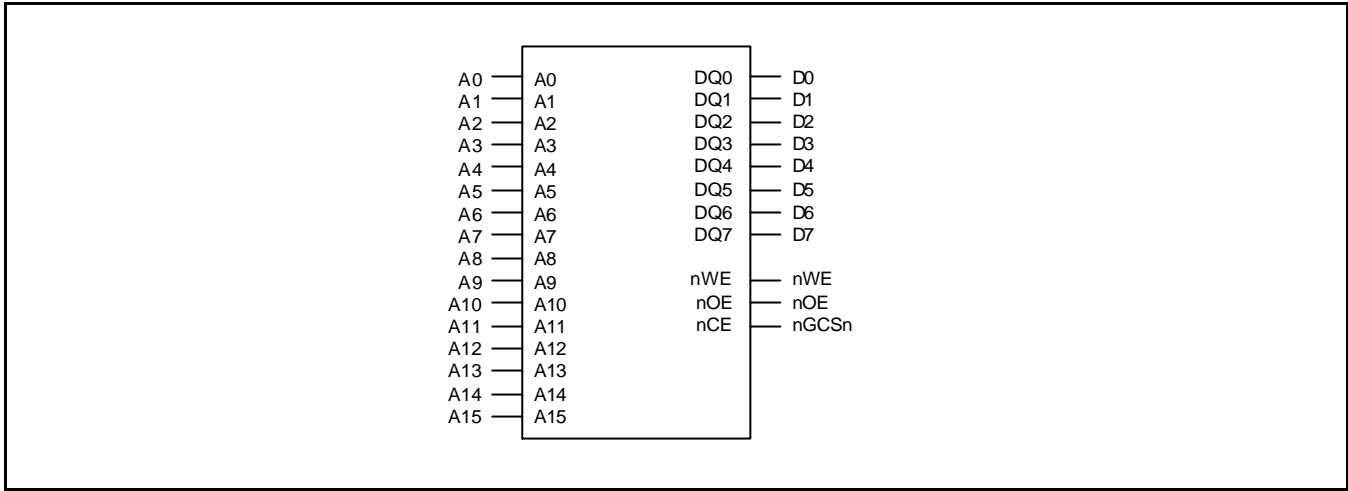 A0 A0 DQ0 D0
A1 A1 DQ1 D1
A2 A2 DQ2 D2
A3 A3 DQ3 D3
A4 A4 DQ4 D4
A5 A5 DQ5 D5
A6 A6 DQ6 D6
A7 A7 DQ7 D7
A8 A8
A9 A9 nWE nWE
A10 A10 nOE nOE
A11 A11 nCE nGCSn
A12 A12
A13 A13
A14 A14
A15 A15